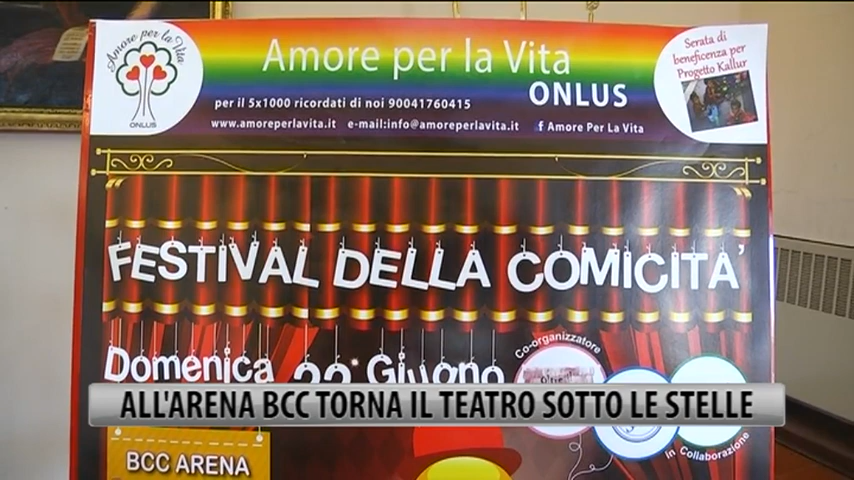 Amore per la Vita
ONLUS
Amore per la Vita
ONLUS
per il 5x1000 ricordati di noi 90041760415
www.amoreperlavita.it e-mail:info@amoreperlavita.it f Amore Per La Vita
Serata di
beneficenza per
Progetto Kallur
FESTIVAL DELLA COMICITA'
Domenica Giugno
Co-organizzatore
ALL'ARENA BCC TORNA IL TEATRO SOTTO LE STELLE
BCC ARENA
in Collaborazione